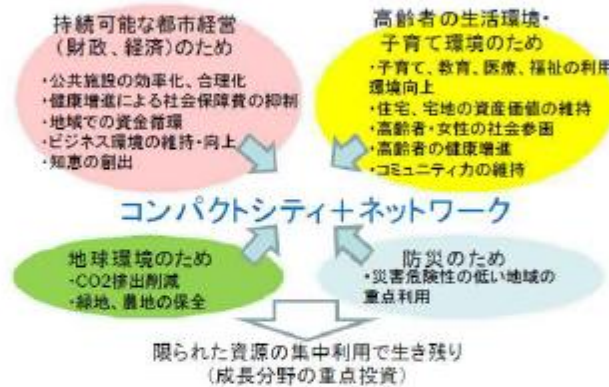 持続可能な都市経営
(財政、経済)のため
・公共施設の効率化、合理化
・健康増進による社会保障費の抑制
・地域での資金循環
・ビジネス環境の維持・向上
・知恵の創出
高齢者の生活環境・
子育て環境のため
・子育て、教育、医療、福祉の利用
環境向上
・住宅、宅地の資産価値の維持
・高齢者・女性の社会参画
・高齢者の健康増進
・コミュニティ力の維持
コンパクトシティ+ネットワーク
地球環境のため
・CO2排出削減
・緑地、農地の保全
防災のため
・災害危険性の低い地域の
重点利用
限られた資源の集中利用で生き残り
(成長分野の重点投資)